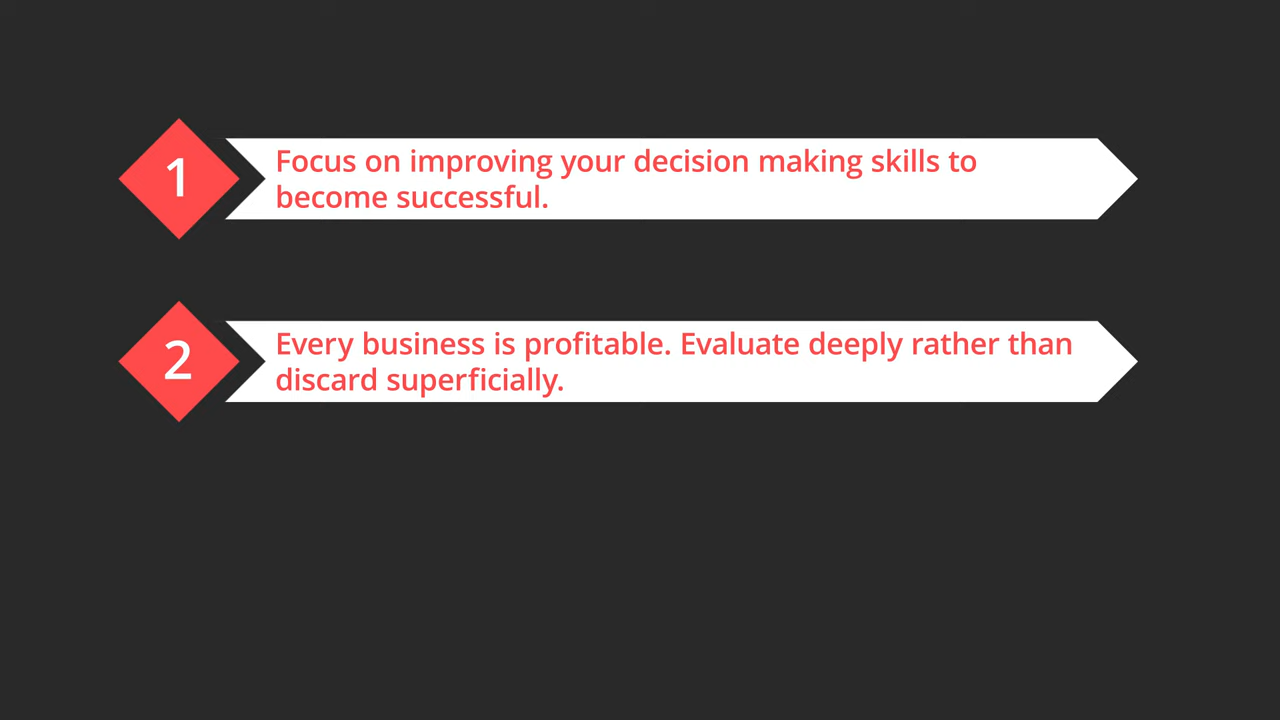 1
Focus on improving your decision making skills to
become successful.
2
Every business is profitable. Evaluate deeply rather than
discard superficially.